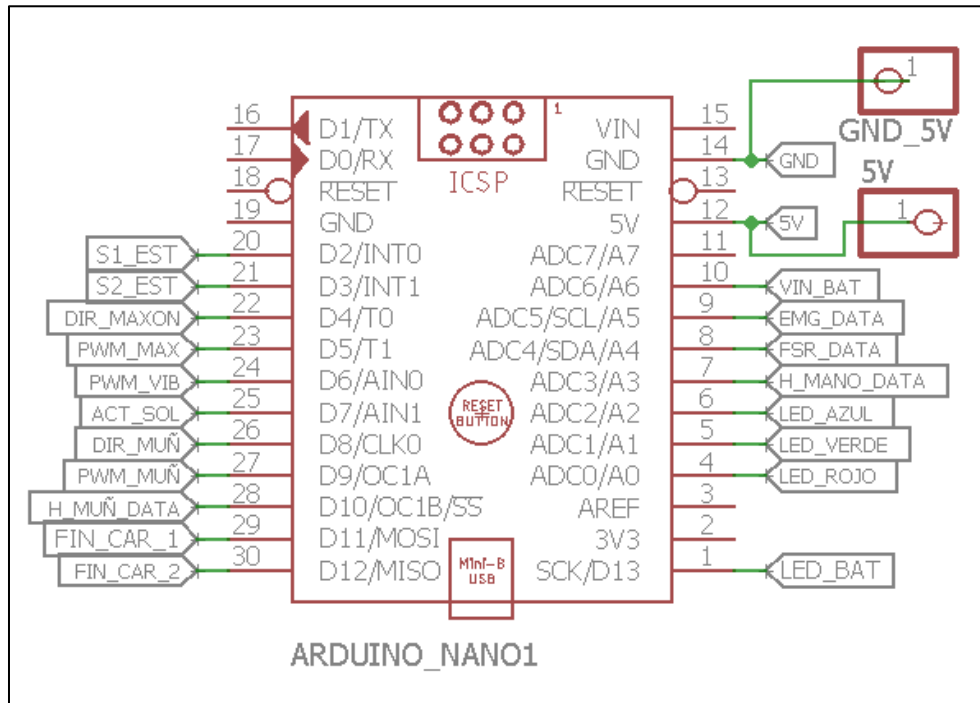 16 D1/TX
17 D0/RX
18 RESET
19 GND
S1_EST 20 D2/INT0
S2_EST 21 D3/INT1
DIR_MAXON 22 D4/T0
PWM_MAX 23 D5/T1
PWM_VIB 24 D6/AIN0
ACT_SOL 25 D7/AIN1
DIR_MUÑ 26 D8/CLK0
PWM_MUÑ 27 D9/OC1A
H_MUÑ_DATA 28 D10/OC1B/SS
FIN_CAR_1 29 D11/MOSI
FIN_CAR_2 30 D12/MISO
1
ICSP
RESET
BUTTON
Mini-B
USB
VIN 15
GND 14 GND
RESET 13
5V 12 5V
ADC7/A7 11
ADC6/A6 10 VIN_BAT
ADC5/SCL/A5 9 EMG_DATA
ADC4/SDA/A4 8 FSR_DATA
ADC3/A3 7 H_MANO_DATA
ADC2/A2 6 LED_AZUL
ADC1/A1 5 LED_VERDE
ADC0/A0 4 LED_ROJO
AREF 3
3V3 2
SCK/D13 1 LED_BAT
1
GND_5V
5V
1
ARDUINO_NANO1